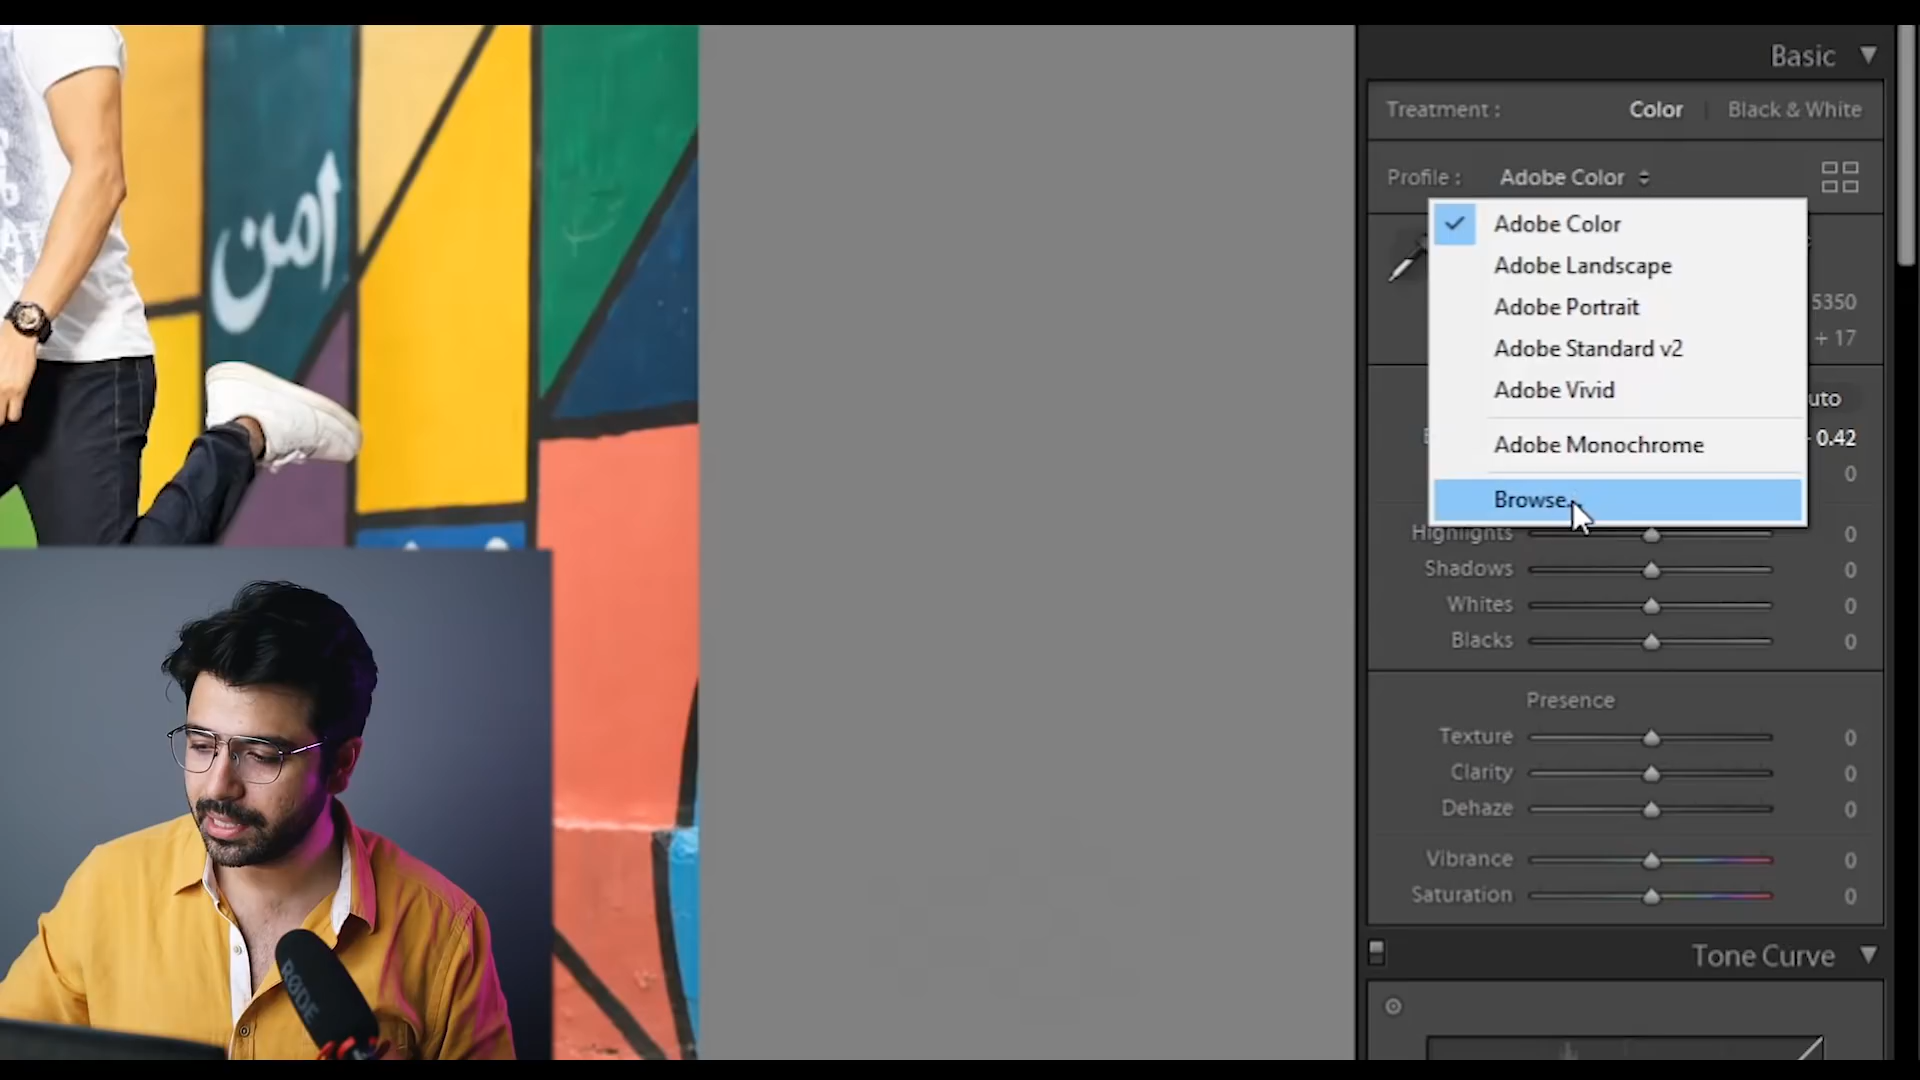 Basic
Treatment : Color Black & White
Profile : Adobe Color
Adobe Color
Adobe Landscape
Adobe Portrait
Adobe Standard v2
Adobe Vivid
Adobe Monochrome
Browse...
5350
+ 17
uto
- 0.42
0
Highlights 0
Shadows 0
Whites 0
Blacks 0
Presence
Texture 0
Clarity 0
Dehaze 0
Vibrance 0
Saturation 0
Tone Curve
امن
RØDE